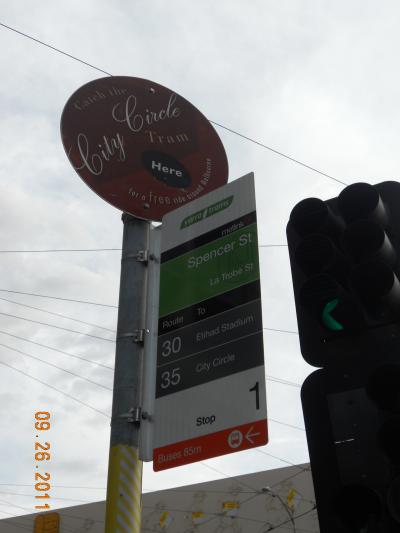 Catch the
City Circle
Tram
Here
for a free ride around Melbourne
yarra trams
metlink
Spencer St
La Trobe St
Route To
30 Etihad Stadium
35 City Circle
Stop 1
Buses 85m
09.26.2011